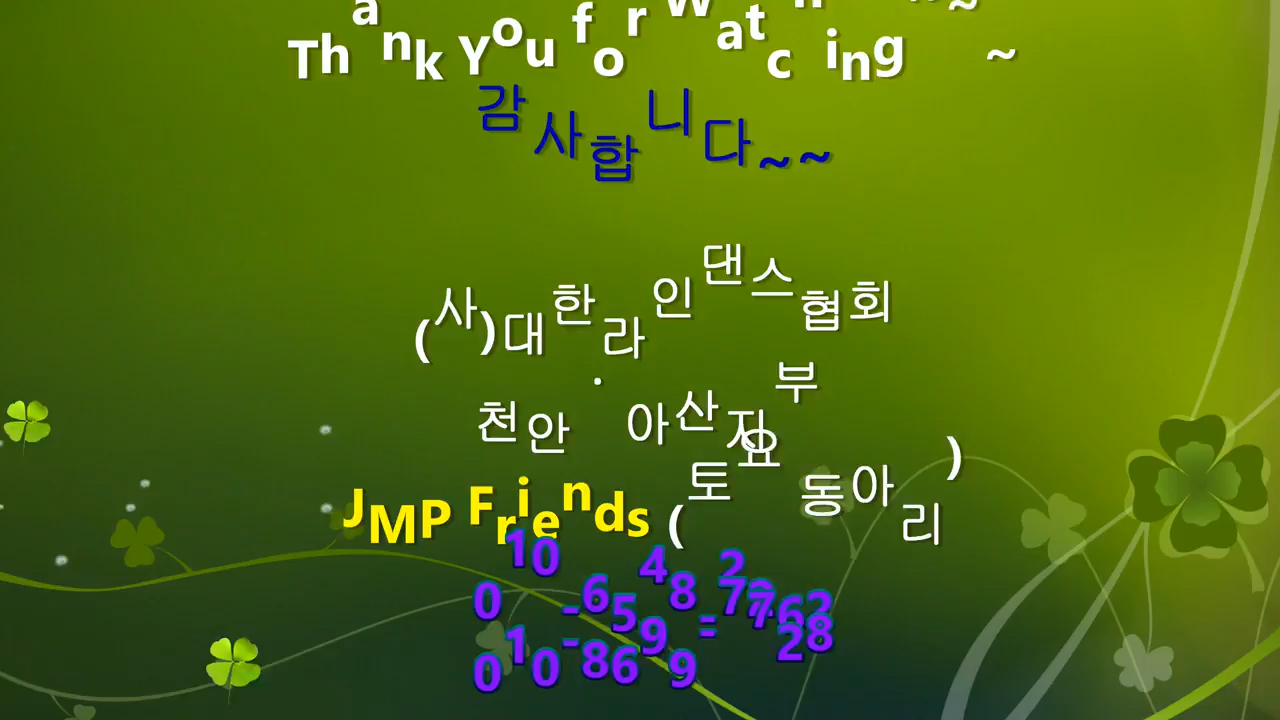 Thank You for Watching
감사합니다~~
(사)대한라인댄스협회
천안·아산지부
JMP Friends (토요동아리)